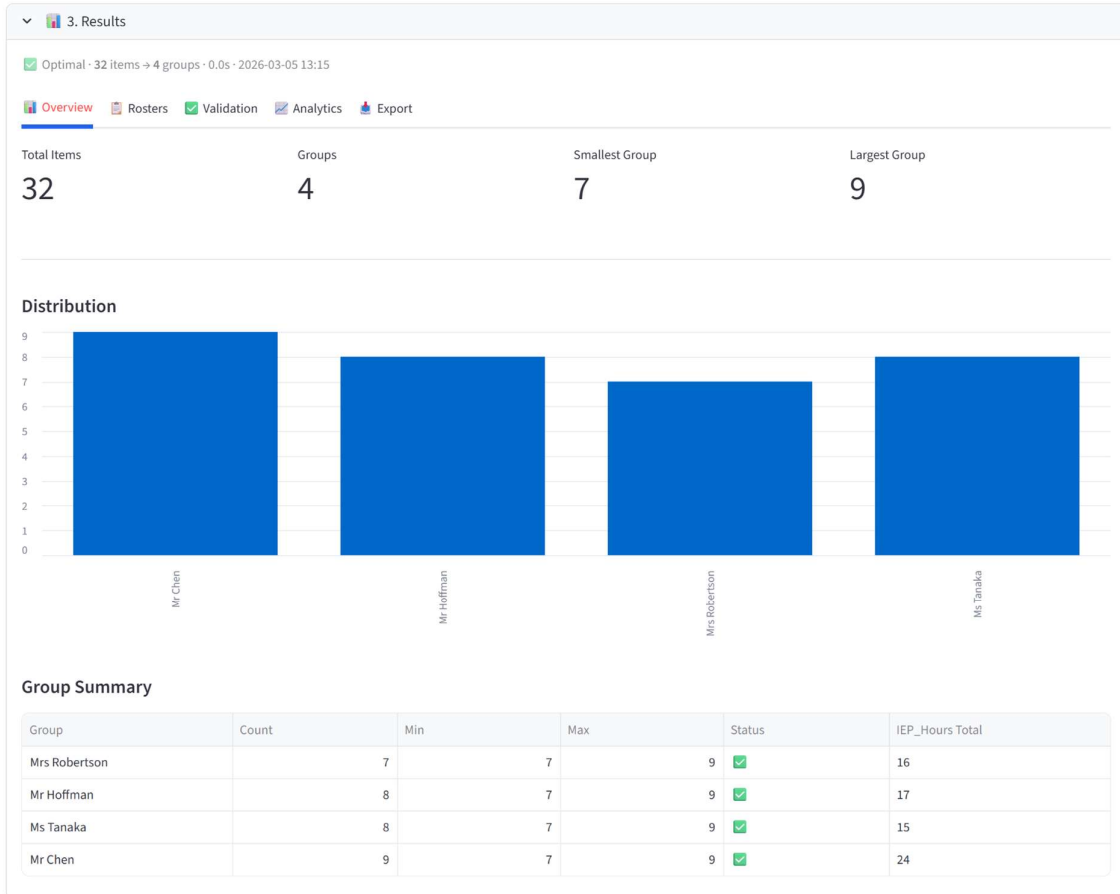 3. Results
Optimal · 32 items → 4 groups · 0.0s · 2026-03-05 13:15
Overview Rosters Validation Analytics Export
Total Items Groups Smallest Group Largest Group
32 4 7 9
Distribution
9
8
7
6
5
4
3
2
1
0
Mr Chen
Mr Hoffman
Mrs Robertson
Ms Tanaka
Group Summary
Group Count Min Max Status IEP_Hours Total
Mrs Robertson 7 7 9 ✅ 16
Mr Hoffman 8 7 9 ✅ 17
Ms Tanaka 8 7 9 ✅ 15
Mr Chen 9 7 9 ✅ 24